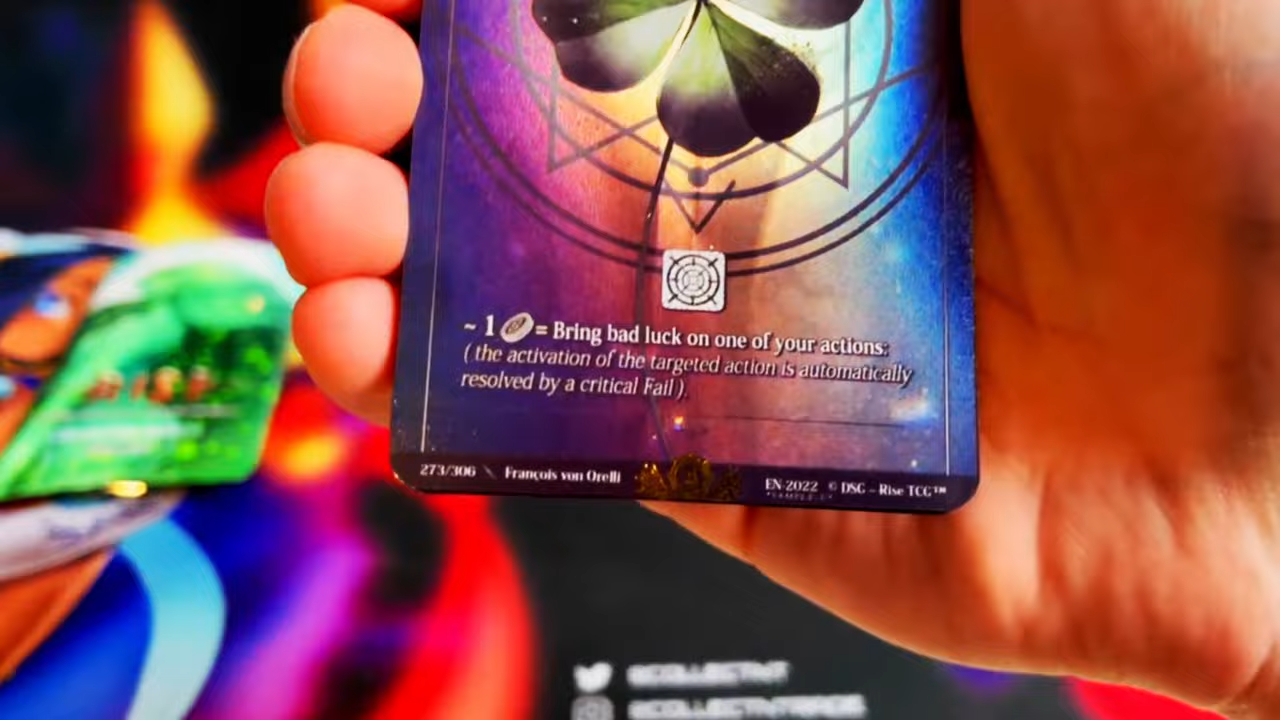 ~ 1 = Bring bad luck on one of your actions:
( the activation of the targeted action is automatically
resolved by a critical Fail ).
273/306 François von Orelli EN-2022 © DSG – Rise TCG™